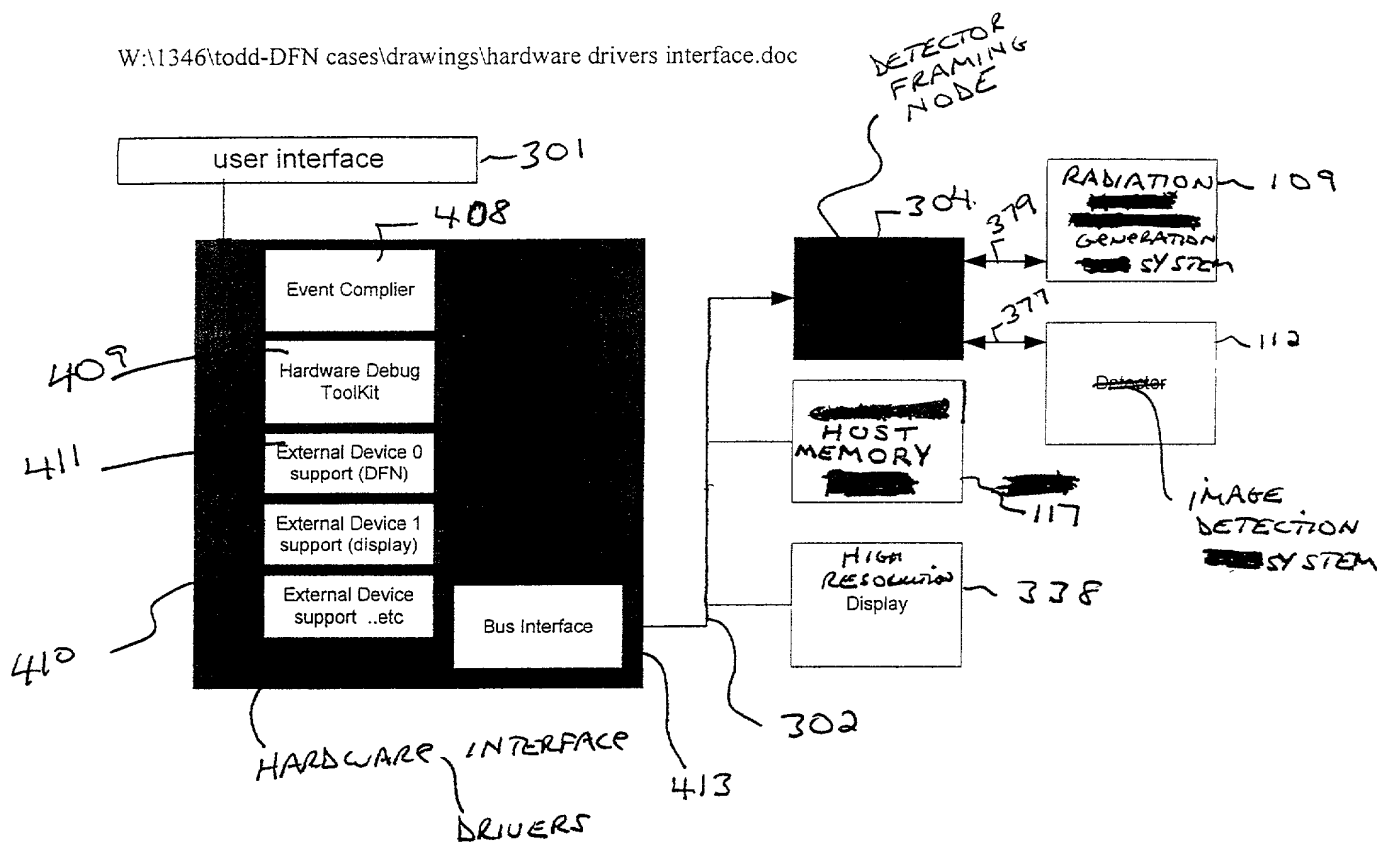 W:\1346\todd-DFN cases\drawings\hardware drivers interface.doc
DETECTOR
FRAMING
NODE
user interface
301
408
304.
379
RADIATION
GENERATION
SYSTEM
109
Event Complier
409
Hardware Debug
ToolKit
377
112
Detector
HOST
MEMORY
117
411
External Device 0
support (DFN)
External Device 1
support (display)
IMAGE
DETECTION
SYSTEM
External Device
support ..etc
Bus Interface
HIGH
RESOLUTION
Display
338
410
302
413
HARDWARE INTERFACE
DRIVERS